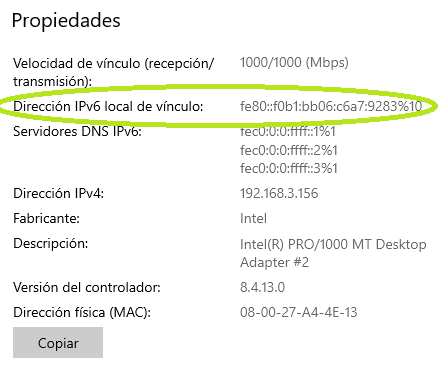 Propiedades
Velocidad de vínculo (recepción/ 1000/1000 (Mbps)
transmisión):
Dirección IPv6 local de vínculo: fe80::f0b1:bb06:c6a7:9283%10
Servidores DNS IPv6: fec0:0:0:ffff::1%1
fec0:0:0:ffff::2%1
fec0:0:0:ffff::3%1
Dirección IPv4: 192.168.3.156
Fabricante: Intel
Descripción: Intel(R) PRO/1000 MT Desktop
Adapter #2
Versión del controlador: 8.4.13.0
Dirección física (MAC): 08-00-27-A4-4E-13
Copiar